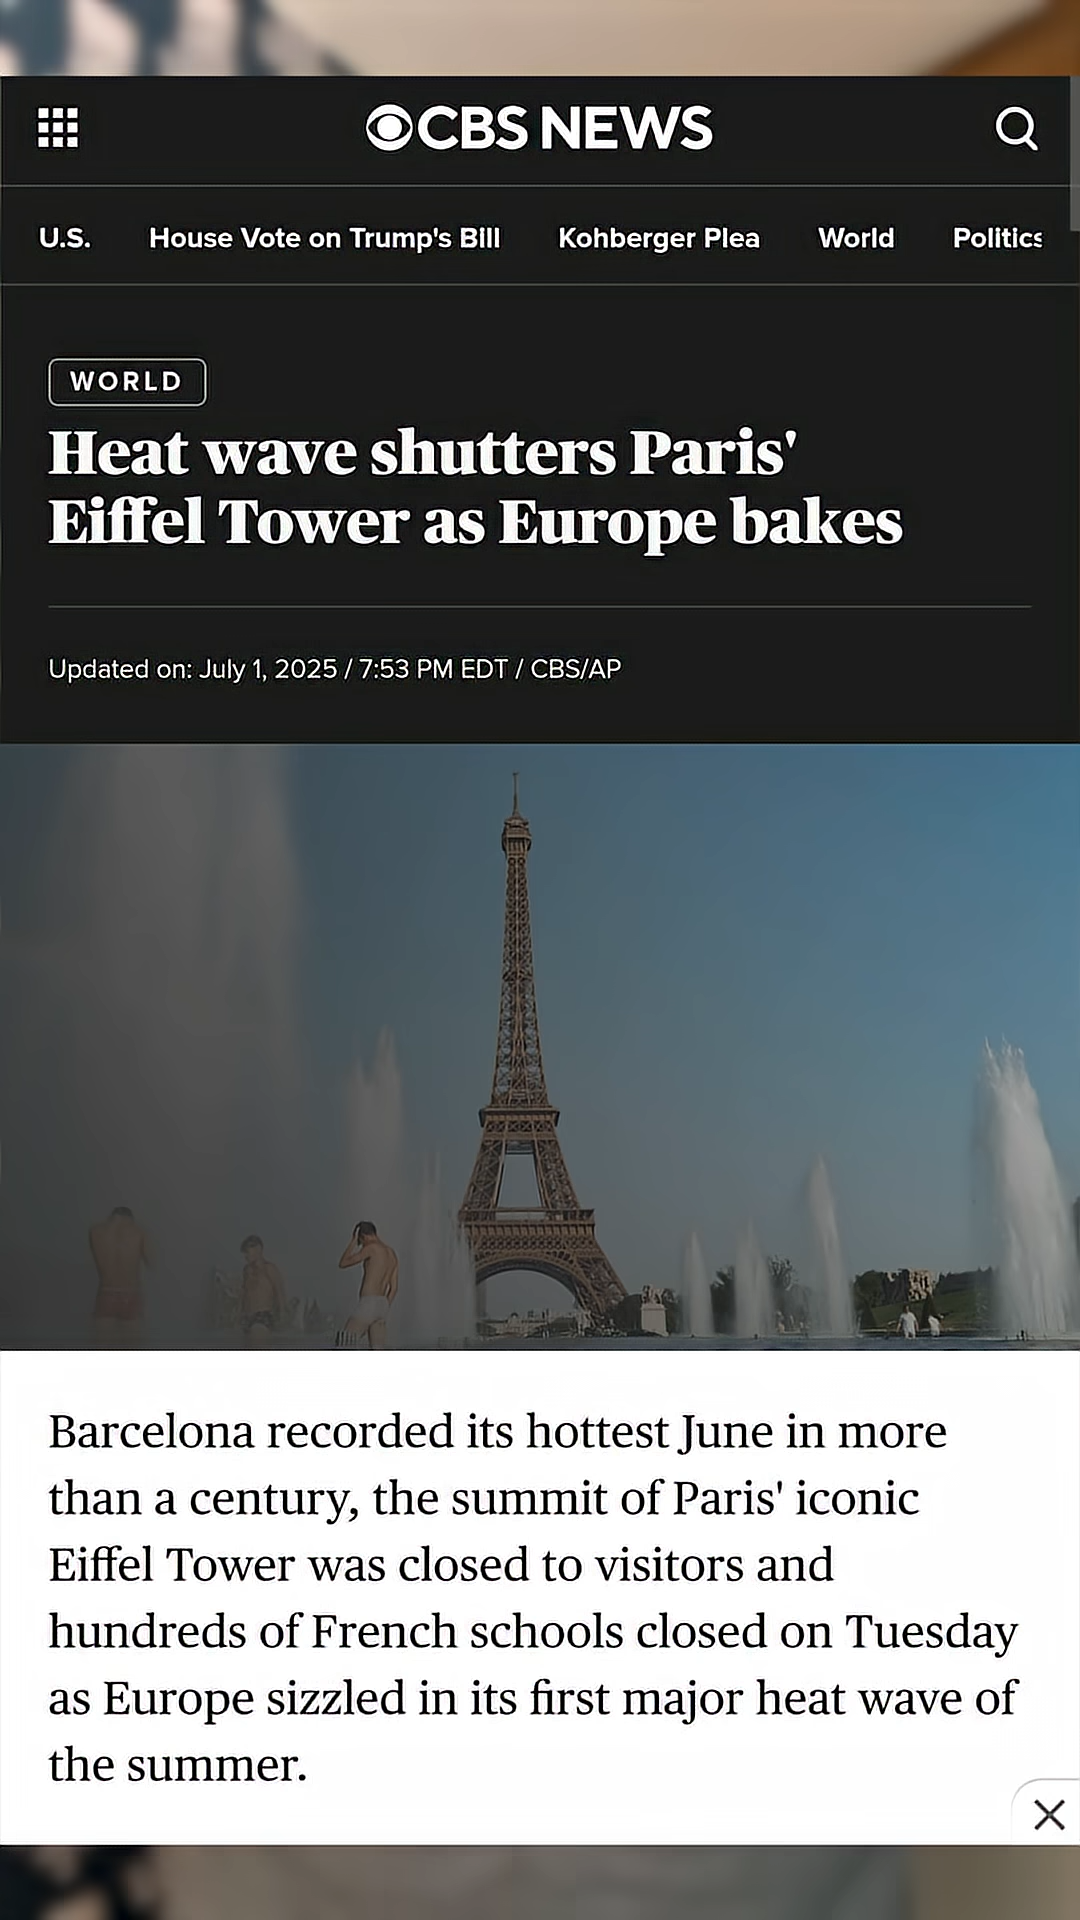 CBS NEWS
U.S. House Vote on Trump's Bill Kohberger Plea World Politics
WORLD
Heat wave shutters Paris'
Eiffel Tower as Europe bakes
Updated on: July 1, 2025 / 7:53 PM EDT / CBS/AP
Barcelona recorded its hottest June in more
than a century, the summit of Paris' iconic
Eiffel Tower was closed to visitors and
hundreds of French schools closed on Tuesday
as Europe sizzled in its first major heat wave of
the summer.